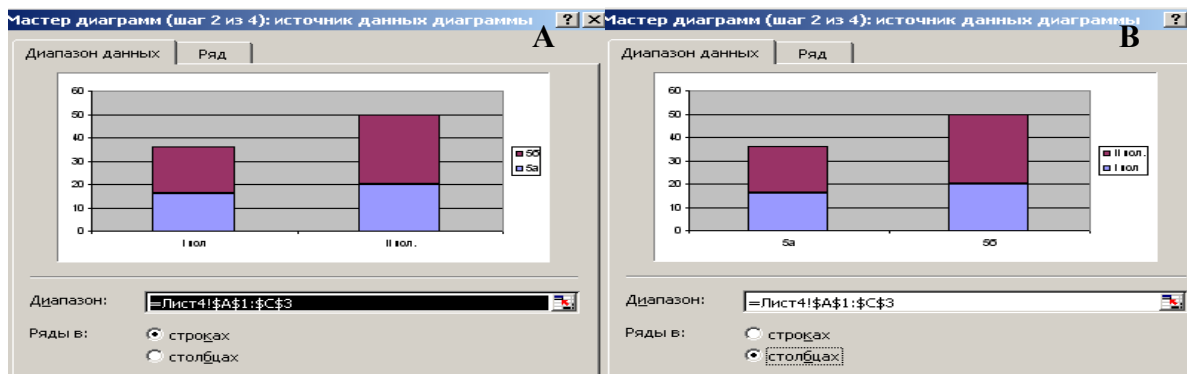 Мастер диаграмм (шаг 2 из 4): источник данных диаграммы
A
Диапазон данных
Ряд
60
50
40
30
20
10
0
I пол
II пол.
5б
5а
Диапазон:
=Лист4!$A$1:$C$3
Ряды в:
строках
столбцах
Мастер диаграмм (шаг 2 из 4): источник данных диаграммы
B
Диапазон данных
Ряд
60
50
40
30
20
10
0
5а
5б
II пол.
I пол
Диапазон:
=Лист4!$A$1:$C$3
Ряды в:
строках
столбцах